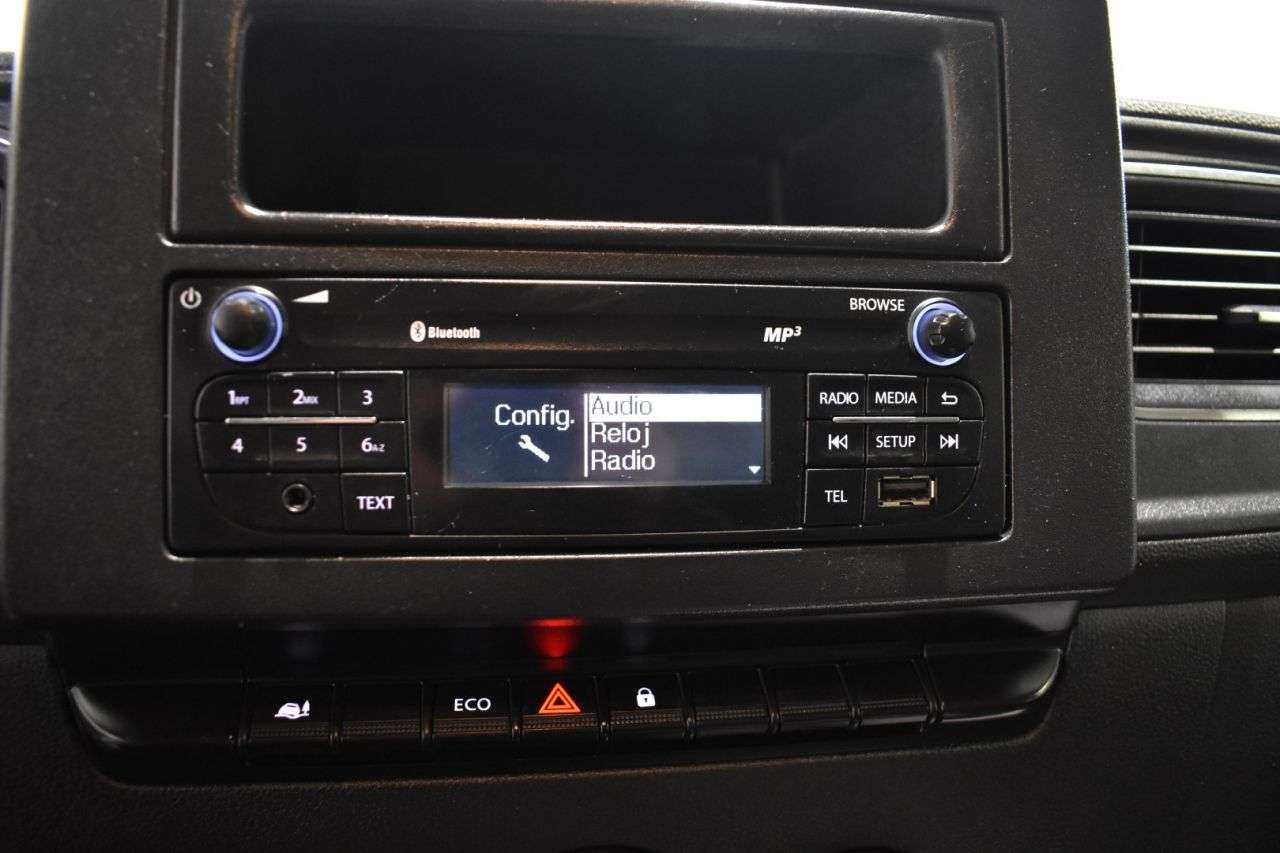 BROWSE
Bluetooth
MP3
1RPT 2MIX 3
4 5 6A-Z
TEXT
Config.
Audio
Reloj
Radio
RADIO MEDIA
SETUP
TEL
ECO